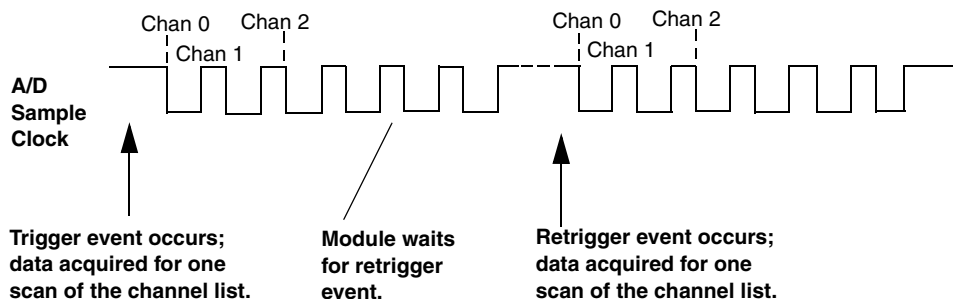 Chan 0 Chan 2 Chan 0 Chan 2
Chan 1 Chan 1
A/D
Sample
Clock
Trigger event occurs;
data acquired for one
scan of the channel list.
Module waits
for retrigger
event.
Retrigger event occurs;
data acquired for one
scan of the channel list.